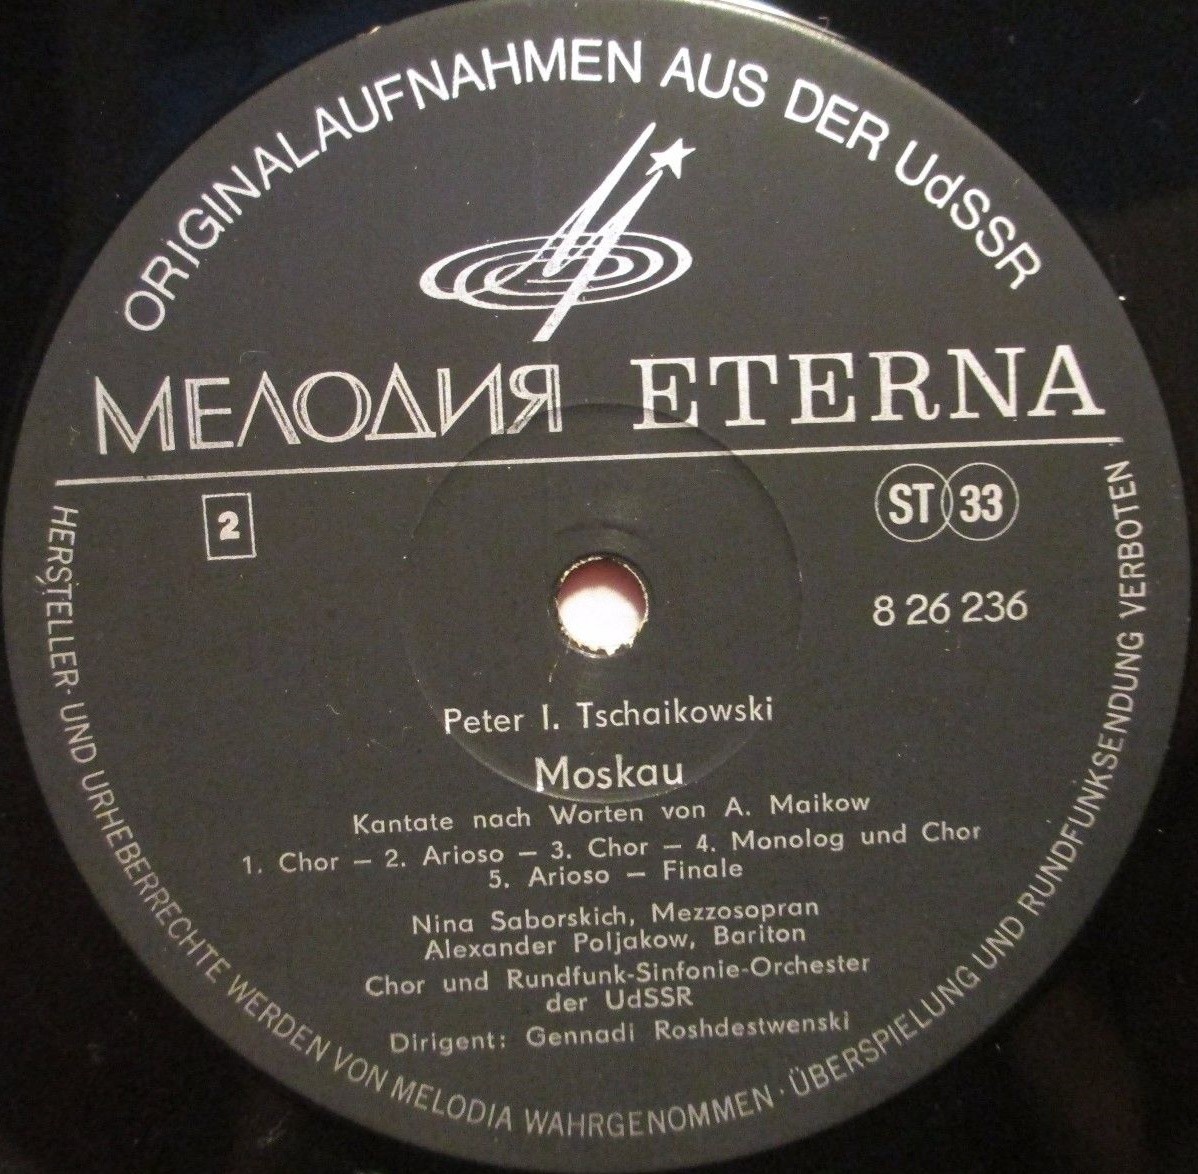 ORIGINALAUFNAHMEN AUS DER UdSSR
МЕЛОДИЯ ETERNA
2
ST 33
8 26 236
Peter I. Tschaikowski
Moskau
Kantate nach Worten von A. Maikow
1. Chor – 2. Arioso – 3. Chor – 4. Monolog und Chor
5. Arioso – Finale
Nina Saborskich, Mezzosopran
Alexander Poljakow, Bariton
Chor und Rundfunk-Sinfonie-Orchester
der UdSSR
Dirigent: Gennadi Roshdestwenski
HERSTELLER- UND URHEBERRECHTE WERDEN VON MELODIA WAHRGENOMMEN · ÜBERSPIELUNG UND RUNDFUNKSENDUNG VERBOTEN